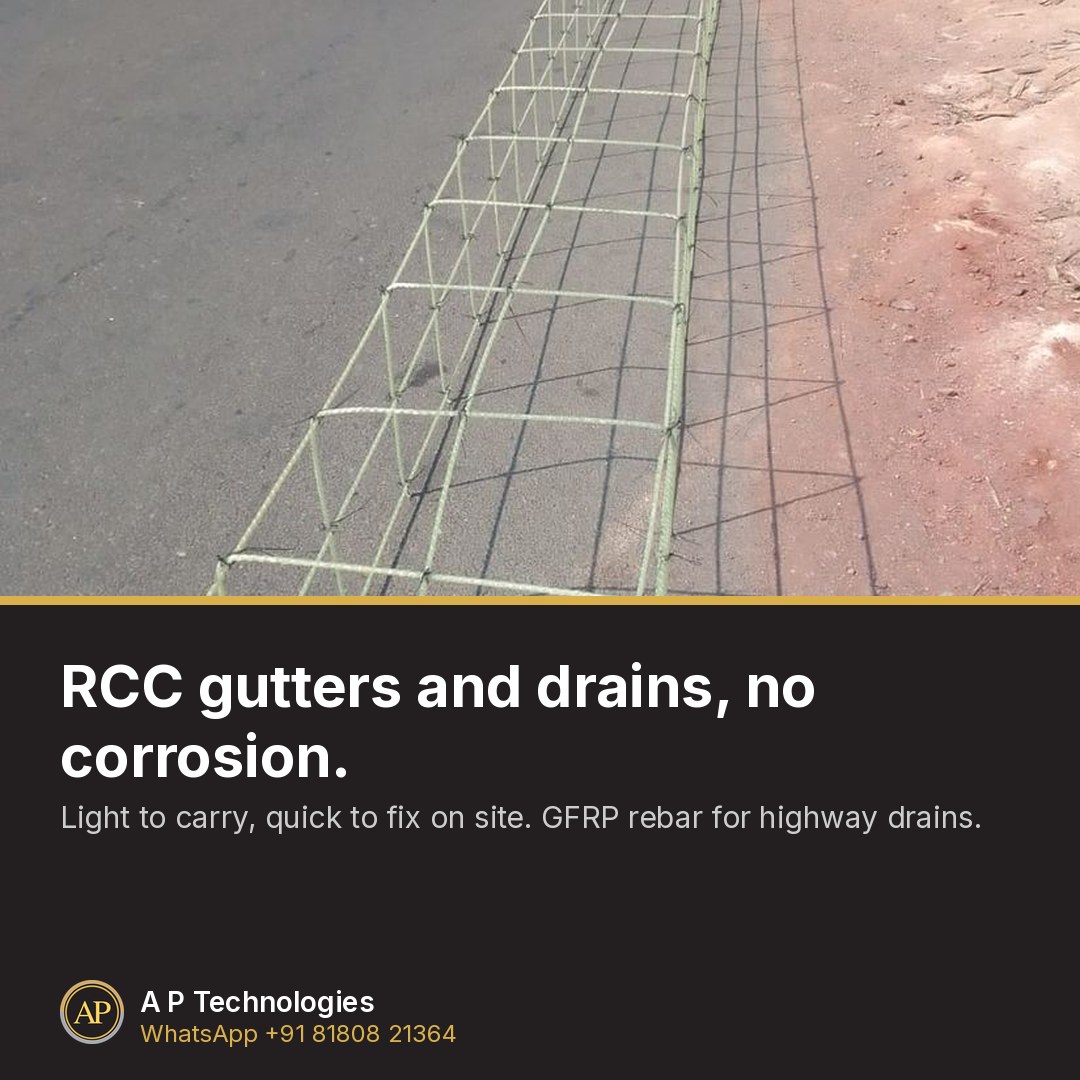 RCC gutters and drains, no
corrosion.
Light to carry, quick to fix on site. GFRP rebar for highway drains.
AP
A P Technologies
WhatsApp +91 81808 21364